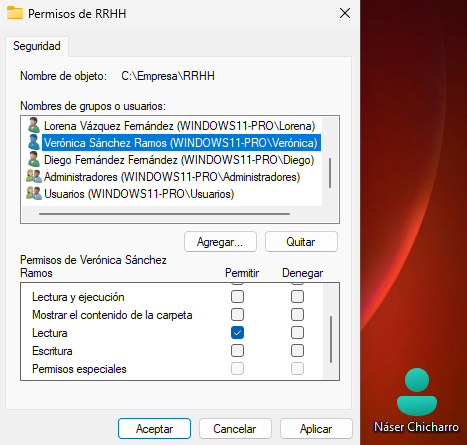 Permisos de RRHH
Seguridad
Nombre de objeto: C:\Empresa\RRHH
Nombres de grupos o usuarios:
Lorena Vázquez Fernández (WINDOWS11-PRO\Lorena)
Verónica Sánchez Ramos (WINDOWS11-PRO\Verónica)
Diego Fernández Fernández (WINDOWS11-PRO\Diego)
Administradores (WINDOWS11-PRO\Administradores)
Usuarios (WINDOWS11-PRO\Usuarios)
Agregar... Quitar
Permisos de Verónica Sánchez
Ramos Permitir Denegar
Lectura y ejecución
Mostrar el contenido de la carpeta
Lectura
Escritura
Permisos especiales
Náser Chicharro
Aceptar Cancelar Aplicar